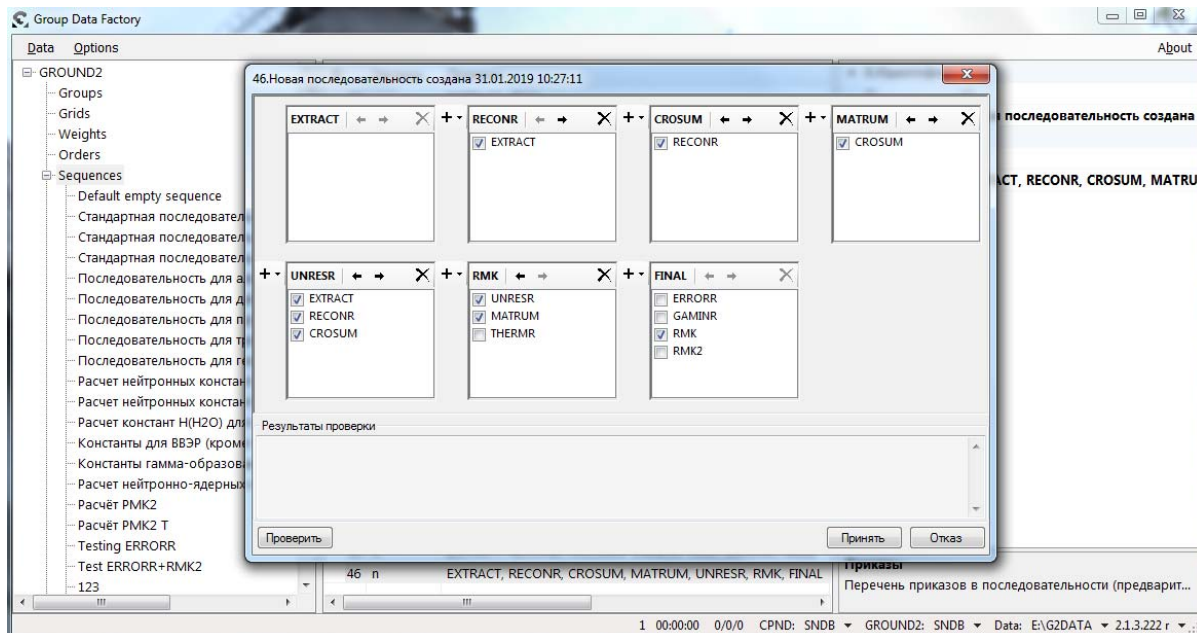 Group Data Factory
Data Options About
GROUND2
Groups
Grids
Weights
Orders
Sequences
Default empty sequence
Стандартная последовател
Стандартная последовател
Стандартная последовател
Последовательность для а
Последовательность для д
Последовательность для п
Последовательность для
Последовательность для
Расчет нейтронных констан
Расчет нейтронных констан
Расчет констант H(H2O) для
Константы для ВВЭР (кром
Константы гамма-образов
Расчет нейтронно-ядерных
Расчёт РМК2
Расчёт РМК2 Т
Testing ERRORR
Test ERRORR+RMK2
123
46.Новая последовательность создана 31.01.2019 10:27:11
EXTRACT
RECONR
EXTRACT
CROSUM
RECONR
MATRUM
CROSUM
UNRESR
EXTRACT
RECONR
CROSUM
RMK
UNRESR
MATRUM
THERMR
FINAL
ERRORR
GAMINR
RMK
RMK2
Результаты проверки
Проверить Принять Отказ
последовательность создана
CT, RECONR, CROSUM, MATRU
46 n EXTRACT, RECONR, CROSUM, MATRUM, UNRESR, RMK, FINAL
Приказы
Перечень приказов в последовательности (предварит...
1 00:00:00 0/0/0 CPND: SNDB GROUND2: SNDB Data: E:\G2DATA 2.1.3.222 r